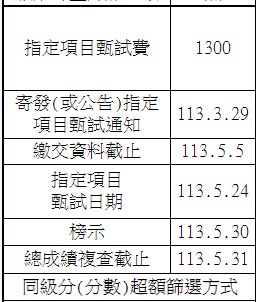 指定項目甄試費 1300
寄發(或公告)指定
項目甄試通知 113.3.29
繳交資料截止 113.5.5
指定項目
甄試日期 113.5.24
榜示 113.5.30
總成績複查截止 113.5.31
同級分(分數)超額篩選方式